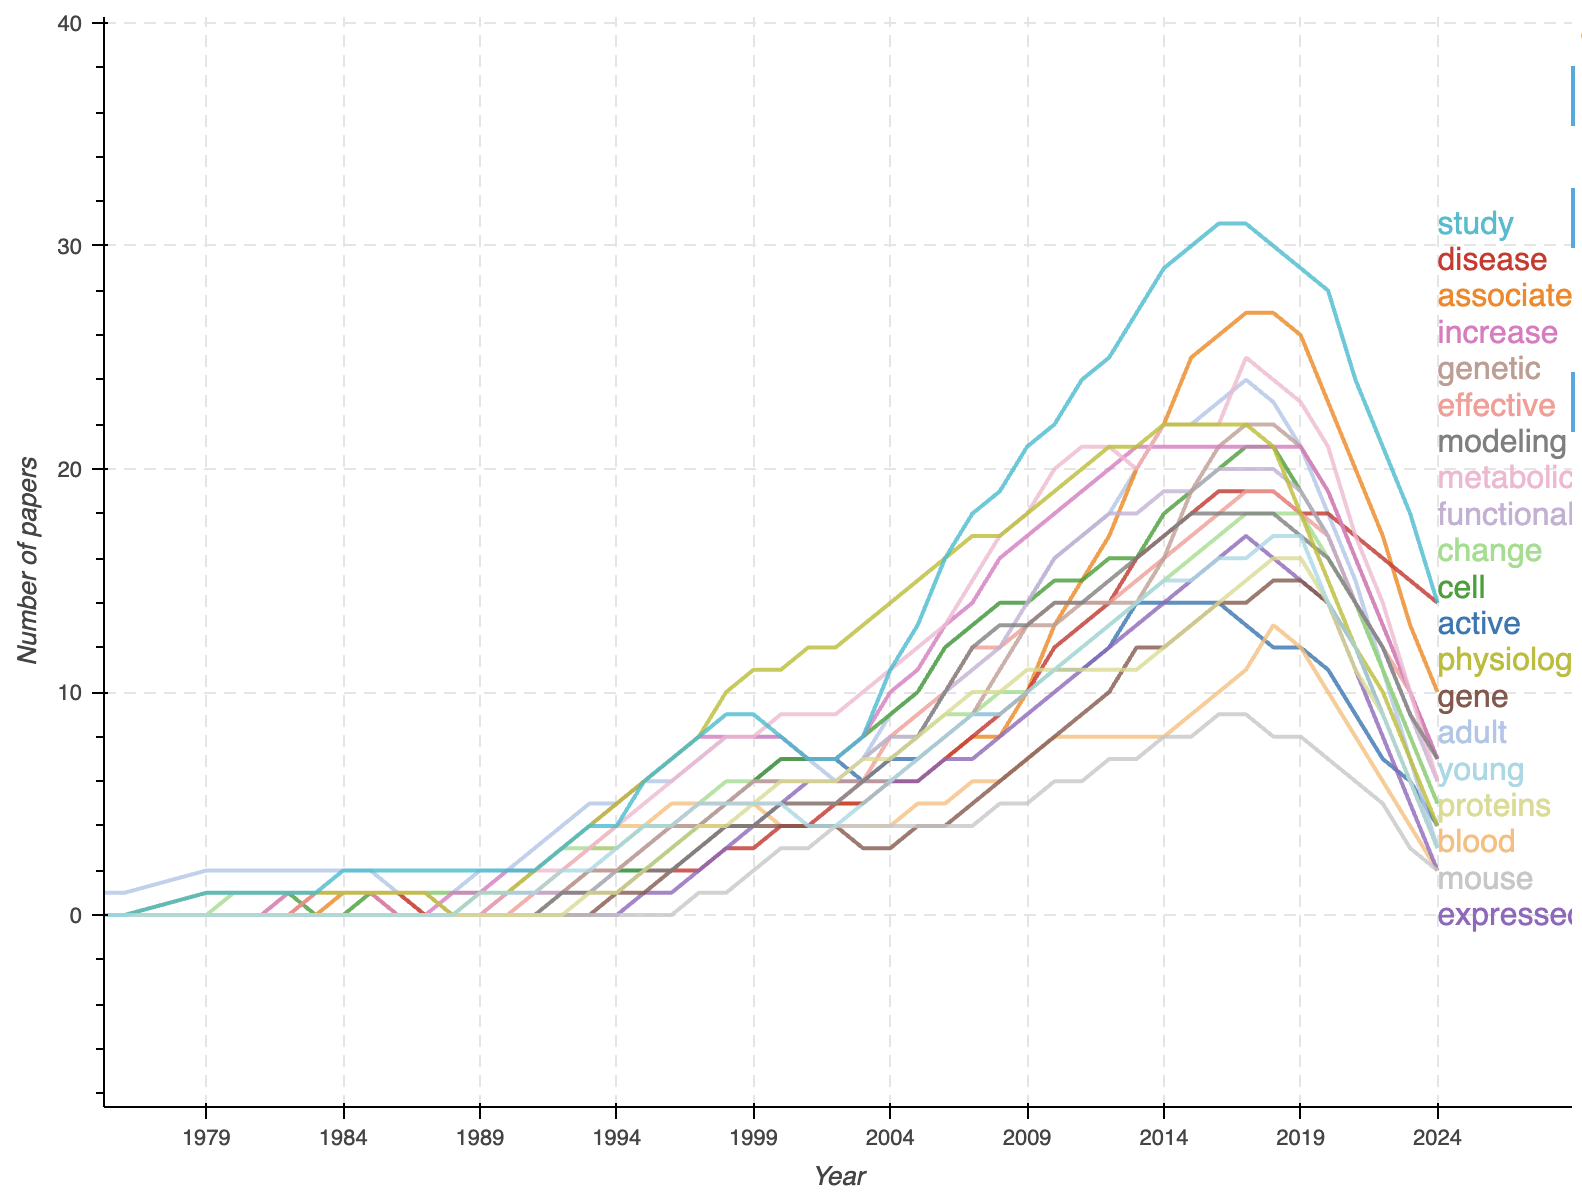 40
30
20
10
0
Number of papers
study
disease
associate
increase
genetic
effective
modeling
metabolic
functional
change
cell
active
physiolog
gene
adult
young
proteins
blood
mouse
expressed
1979 1984 1989 1994 1999 2004 2009 2014 2019 2024
Year